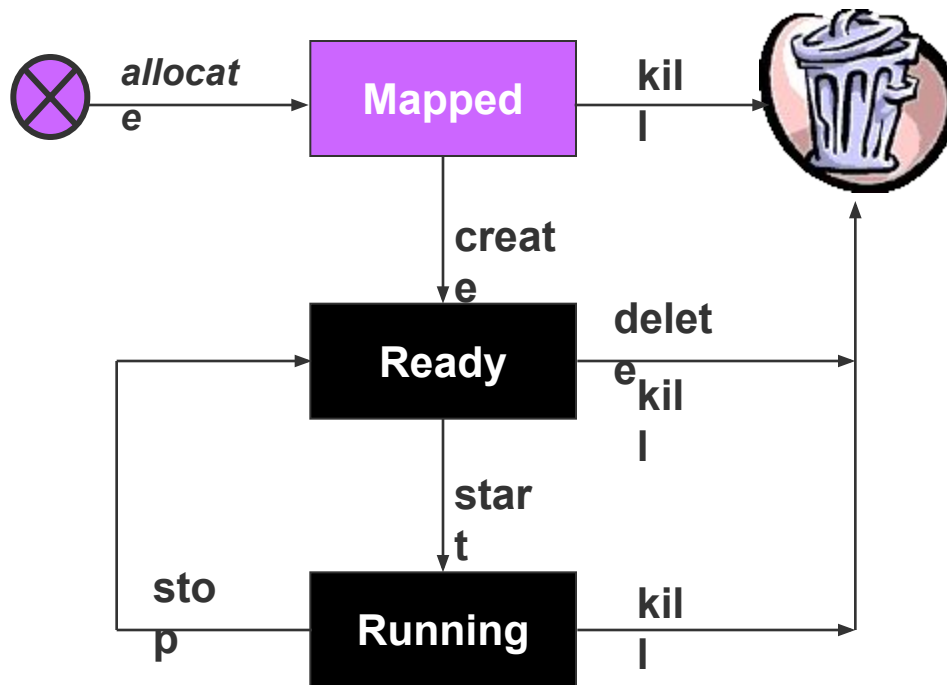 allocat
e
Mapped
kil
l
creat
e
Ready
delet
e
kil
l
star
t
sto
p
Running
kil
l